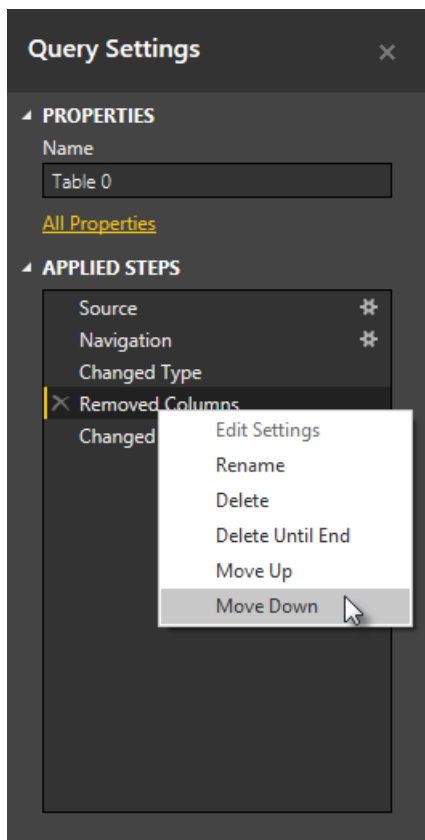 Query Settings
PROPERTIES
Name
Table 0
All Properties
APPLIED STEPS
Source
Navigation
Changed Type
Removed Columns
Changed
Edit Settings
Rename
Delete
Delete Until End
Move Up
Move Down